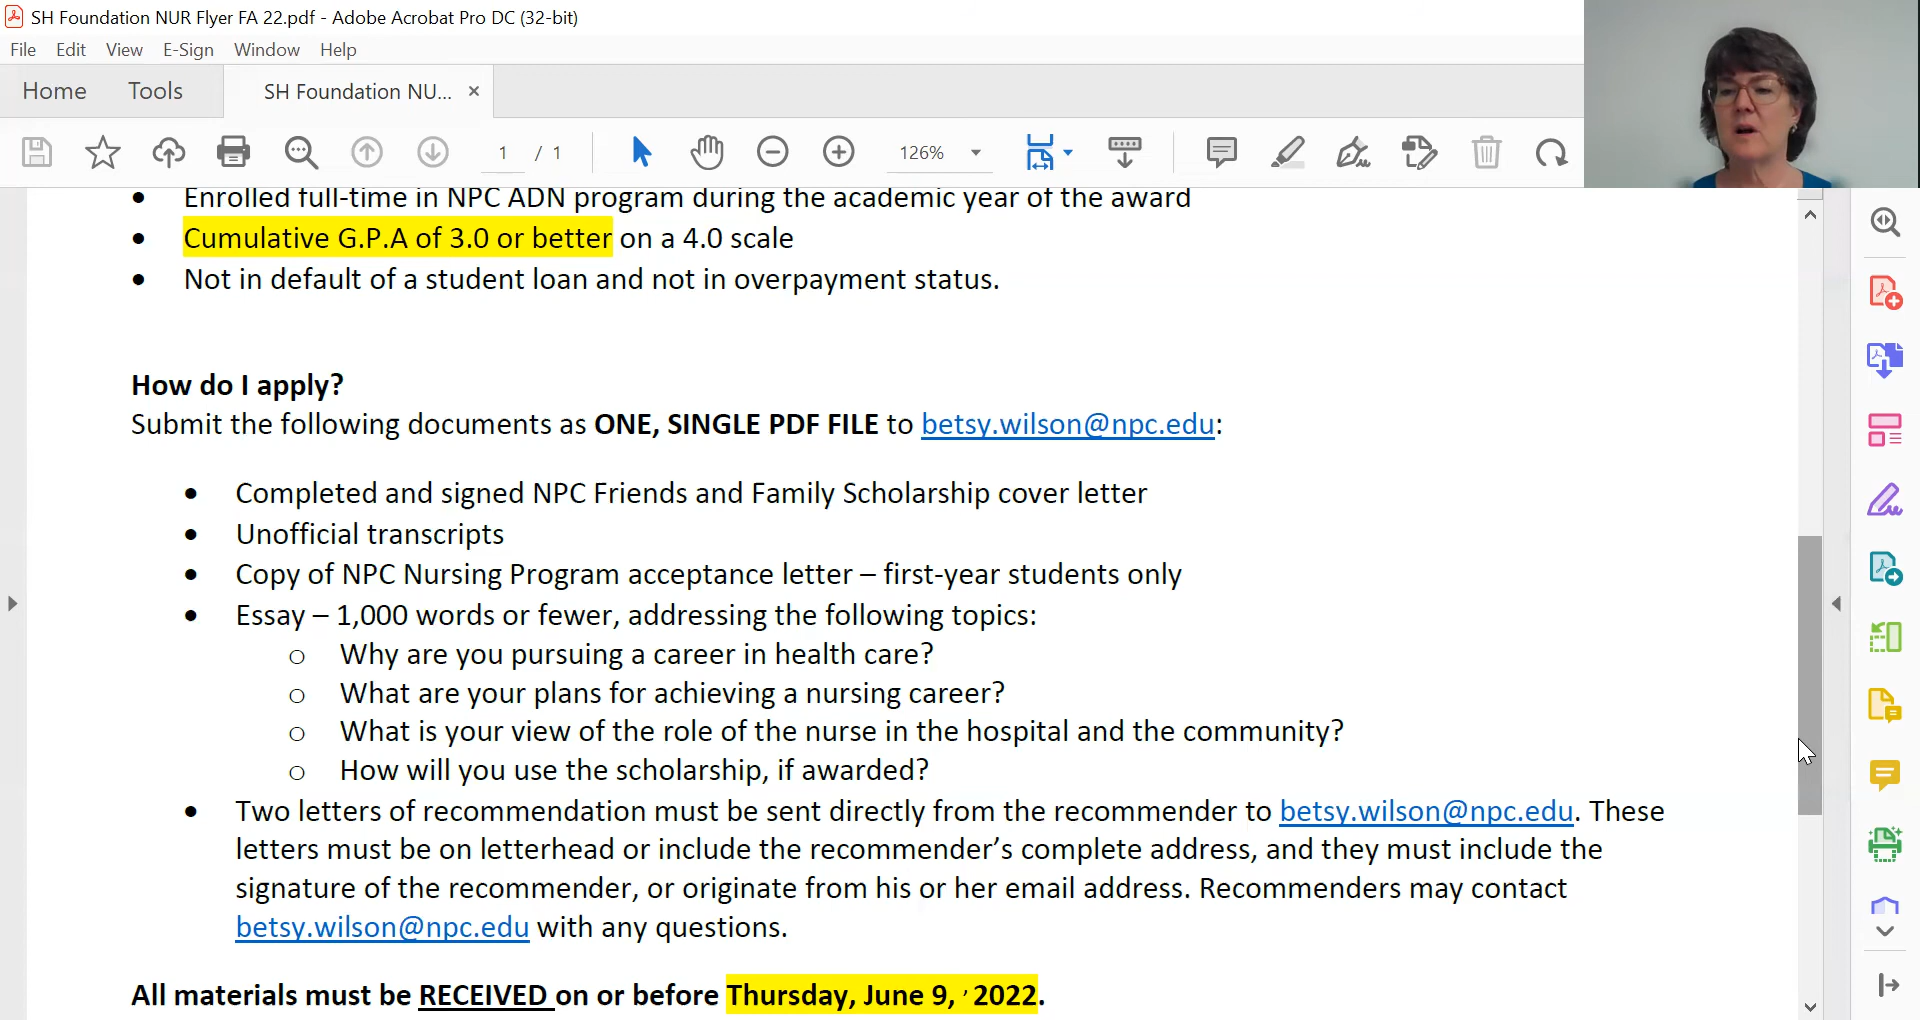 SH Foundation NUR Flyer FA 22.pdf - Adobe Acrobat Pro DC (32-bit)
File Edit View E-Sign Window Help
Home Tools SH Foundation NU... ×
1 / 1 126%
• Enrolled full-time in NPC ADN program during the academic year of the award
• Cumulative G.P.A of 3.0 or better on a 4.0 scale
• Not in default of a student loan and not in overpayment status.
How do I apply?
Submit the following documents as ONE, SINGLE PDF FILE to betsy.wilson@npc.edu:
• Completed and signed NPC Friends and Family Scholarship cover letter
• Unofficial transcripts
• Copy of NPC Nursing Program acceptance letter – first-year students only
• Essay – 1,000 words or fewer, addressing the following topics:
o Why are you pursuing a career in health care?
o What are your plans for achieving a nursing career?
o What is your view of the role of the nurse in the hospital and the community?
o How will you use the scholarship, if awarded?
• Two letters of recommendation must be sent directly from the recommender to betsy.wilson@npc.edu. These
letters must be on letterhead or include the recommender’s complete address, and they must include the
signature of the recommender, or originate from his or her email address. Recommenders may contact
betsy.wilson@npc.edu with any questions.
All materials must be RECEIVED on or before Thursday, June 9, , 2022.